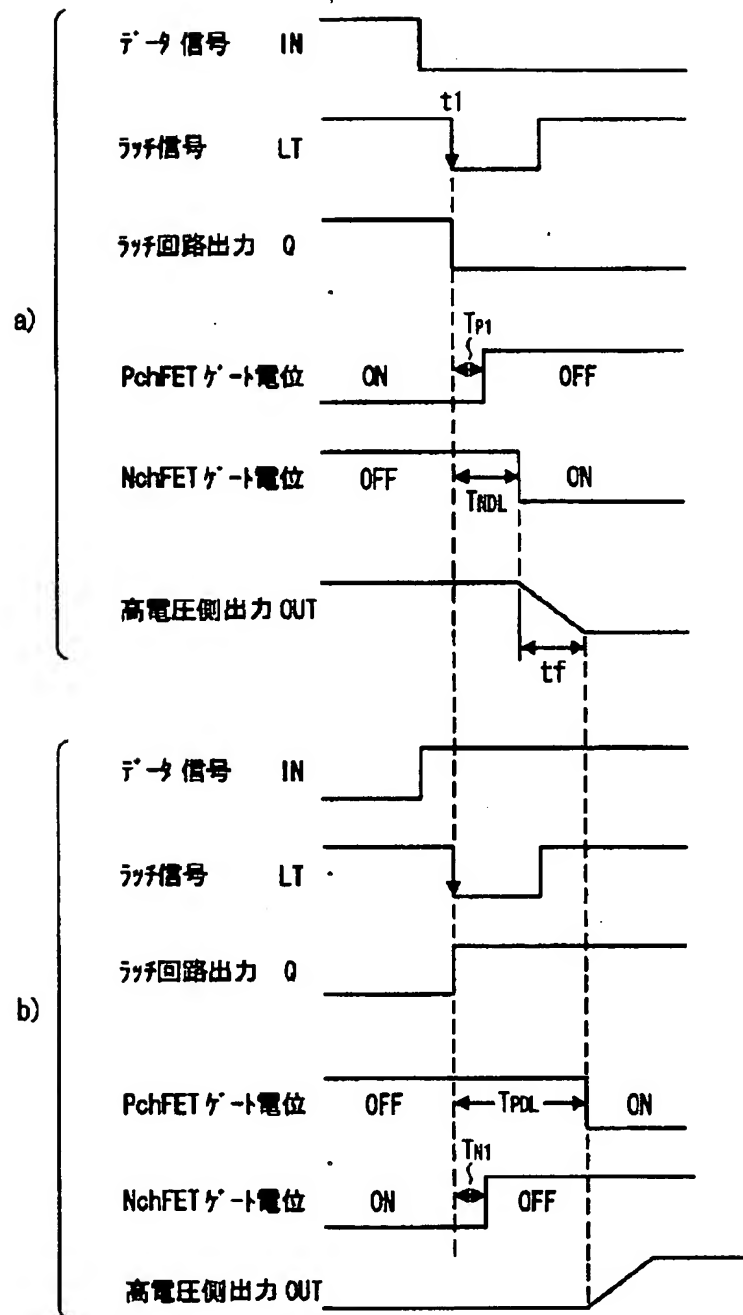 a)
データ信号 IN
t1
ラッチ信号 LT
ラッチ回路出力 Q
TP1
PchFETゲート電位 ON OFF
NchFETゲート電位 OFF ON
TNDL
高電圧側出力 OUT
tf
b)
データ信号 IN
ラッチ信号 LT
ラッチ回路出力 Q
PchFETゲート電位 OFF TPDL ON
TN1
NchFETゲート電位 ON OFF
高電圧側出力 OUT